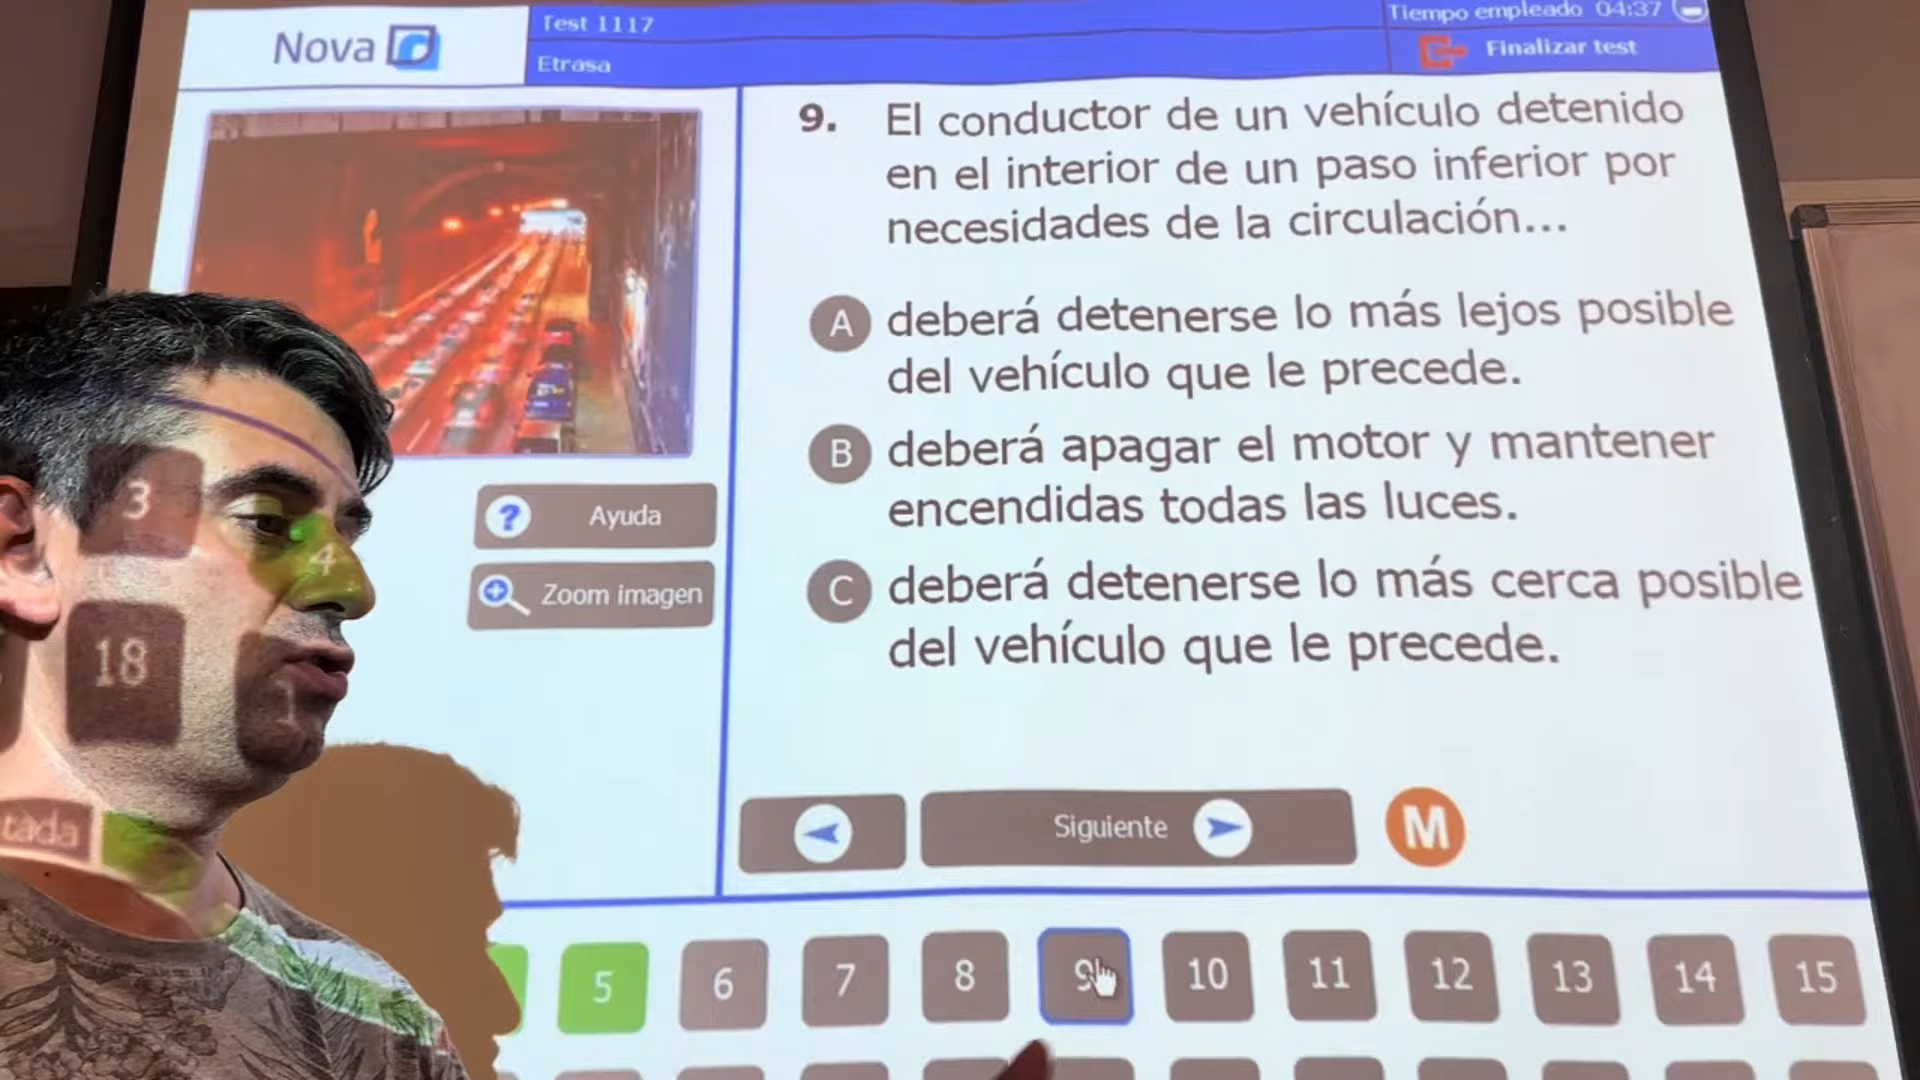 Nova
Test 1117
Etrasa
Tiempo empleado 04:37
Finalizar test
9. El conductor de un vehículo detenido
en el interior de un paso inferior por
necesidades de la circulación...
A deberá detenerse lo más lejos posible
del vehículo que le precede.
B deberá apagar el motor y mantener
encendidas todas las luces.
C deberá detenerse lo más cerca posible
del vehículo que le precede.
? Ayuda
Zoom imagen
3
4
18
1
tada
Siguiente
M
5 6 7 8 9 10 11 12 13 14 15